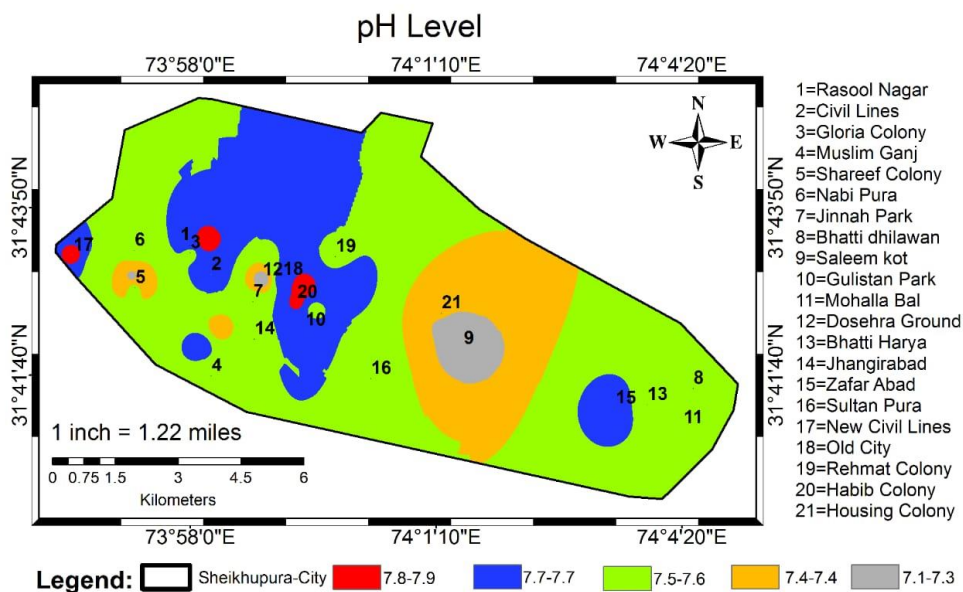 pH Level
73°58'0"E 74°1'10"E 74°4'20"E
31°43'50"N 31°43'50"N
31°41'40"N 31°41'40"N
N
W E
S
1
3
2
6
17
5
12 18
7
20
10
19
14
4
16
21
9
15
13
8
11
1 inch = 1.22 miles
0 0.75 1.5 3 4.5 6
Kilometers
73°58'0"E 74°1'10"E 74°4'20"E
1=Rasool Nagar
2=Civil Lines
3=Gloria Colony
4=Muslim Ganj
5=Shareef Colony
6=Nabi Pura
7=Jinnah Park
8=Bhatti dhilawan
9=Saleem kot
10=Gulistan Park
11=Mohalla Bal
12=Dosehra Ground
13=Bhatti Harya
14=Jhangirabad
15=Zafar Abad
16=Sultan Pura
17=New Civil Lines
18=Old City
19=Rehmat Colony
20=Habib Colony
21=Housing Colony
Legend: Sheikhupura-City 7.8-7.9 7.7-7.7 7.5-7.6 7.4-7.4 7.1-7.3